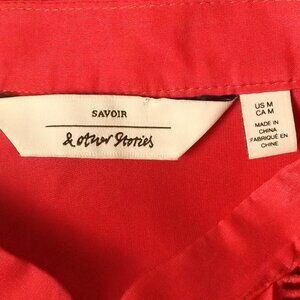 SAVOIR
& other Stories
US M
CA M
MADE IN
CHINA
FABRIQUÉ EN
CHINE